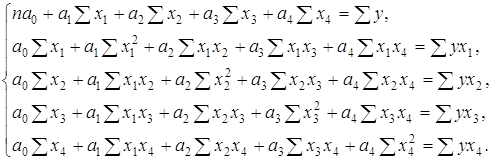 na₀ + a₁∑x₁ + a₂∑x₂ + a₃∑x₃ + a₄∑x₄ = ∑y,
a₀∑x₁ + a₁∑x₁² + a₂∑x₁x₂ + a₃∑x₁x₃ + a₄∑x₁x₄ = ∑yx₁,
a₀∑x₂ + a₁∑x₁x₂ + a₂∑x₂² + a₃∑x₂x₃ + a₄∑x₂x₄ = ∑yx₂,
a₀∑x₃ + a₁∑x₁x₃ + a₂∑x₂x₃ + a₃∑x₃² + a₄∑x₃x₄ = ∑yx₃,
a₀∑x₄ + a₁∑x₁x₄ + a₂∑x₂x₄ + a₃∑x₃x₄ + a₄∑x₄² = ∑yx₄.